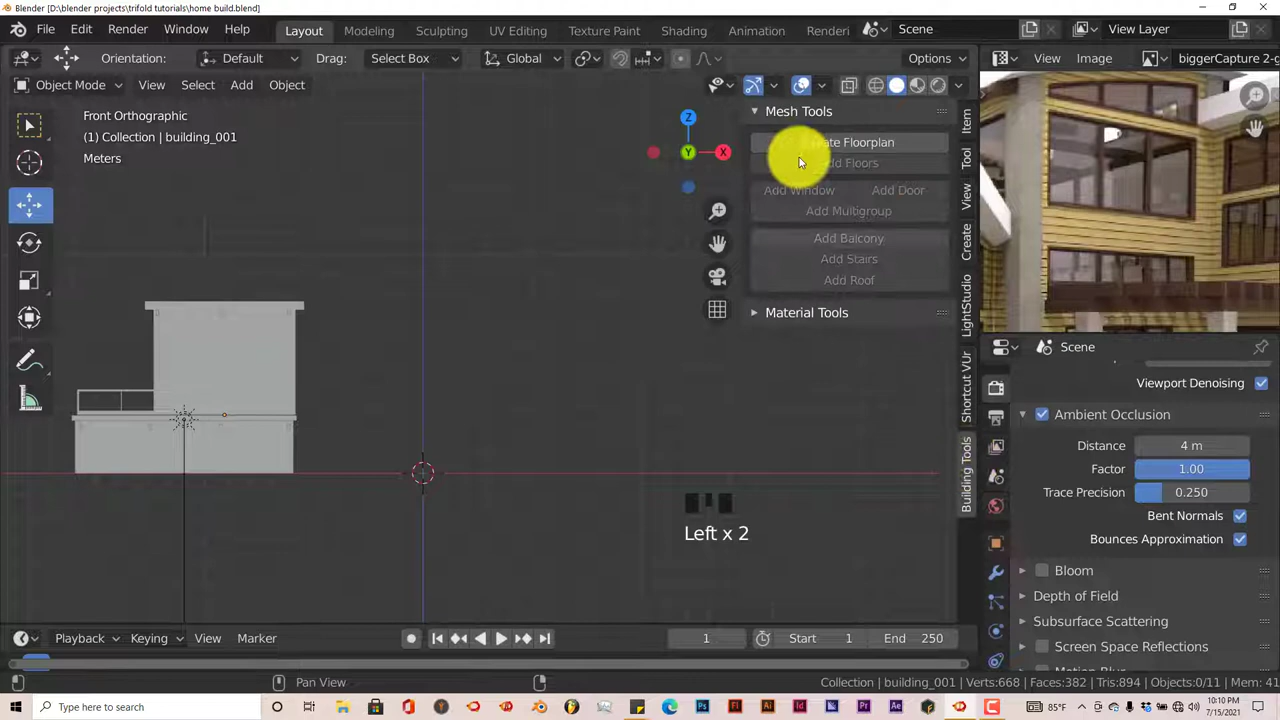 Blender [D:\blender projects\trifold tutorials\home build.blend]
File Edit Render Window Help Layout Modeling Sculpting UV Editing Texture Paint Shading Animation Renderi Scene View Layer
Orientation: Default Drag: Select Box Global Options View Image biggerCapture 2-g
Object Mode View Select Add Object
Front Orthographic
(1) Collection | building_001
Meters
Z
Y
X
Mesh Tools
ate Floorplan
dd Floors
Add Window Add Door
Add Multigroup
Add Balcony
Add Stairs
Add Roof
Material Tools
Item
Tool
View
Create
LightStudio
Shortcut VUr
Building Tools
Left x 2
Scene
Viewport Denoising
Ambient Occlusion
Distance 4 m
Factor 1.00
Trace Precision 0.250
Bent Normals
Bounces Approximation
Bloom
Depth of Field
Subsurface Scattering
Screen Space Reflections
Motion Blur
Playback Keying View Marker 1 Start 1 End 250
Pan View Collection | building_001 | Verts:668 | Faces:382 | Tris:894 | Objects:0/11 | Mem: 41
Type here to search 85°F 10:10 PM
7/15/2021